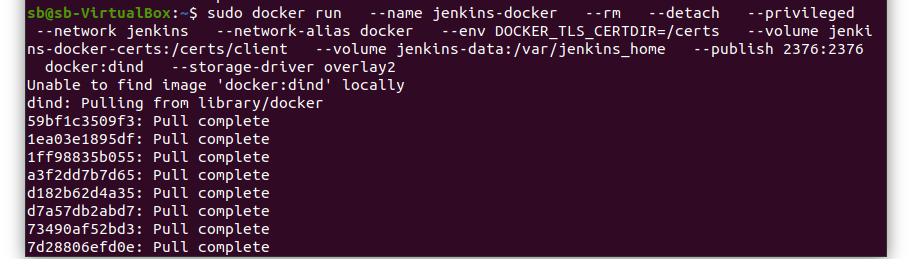 sb@sb-VirtualBox:~$ sudo docker run   --name jenkins-docker   --rm   --detach   --privileged
 --network jenkins   --network-alias docker   --env DOCKER_TLS_CERTDIR=/certs   --volume jenki
ns-docker-certs:/certs/client   --volume jenkins-data:/var/jenkins_home   --publish 2376:2376
  docker:dind   --storage-driver overlay2
Unable to find image 'docker:dind' locally
dind: Pulling from library/docker
59bf1c3509f3: Pull complete
1ea03e1895df: Pull complete
1ff98835b055: Pull complete
a3f2dd7b7d65: Pull complete
d182b62d4a35: Pull complete
d7a57db2abd7: Pull complete
73490af52bd3: Pull complete
7d28806efd0e: Pull complete